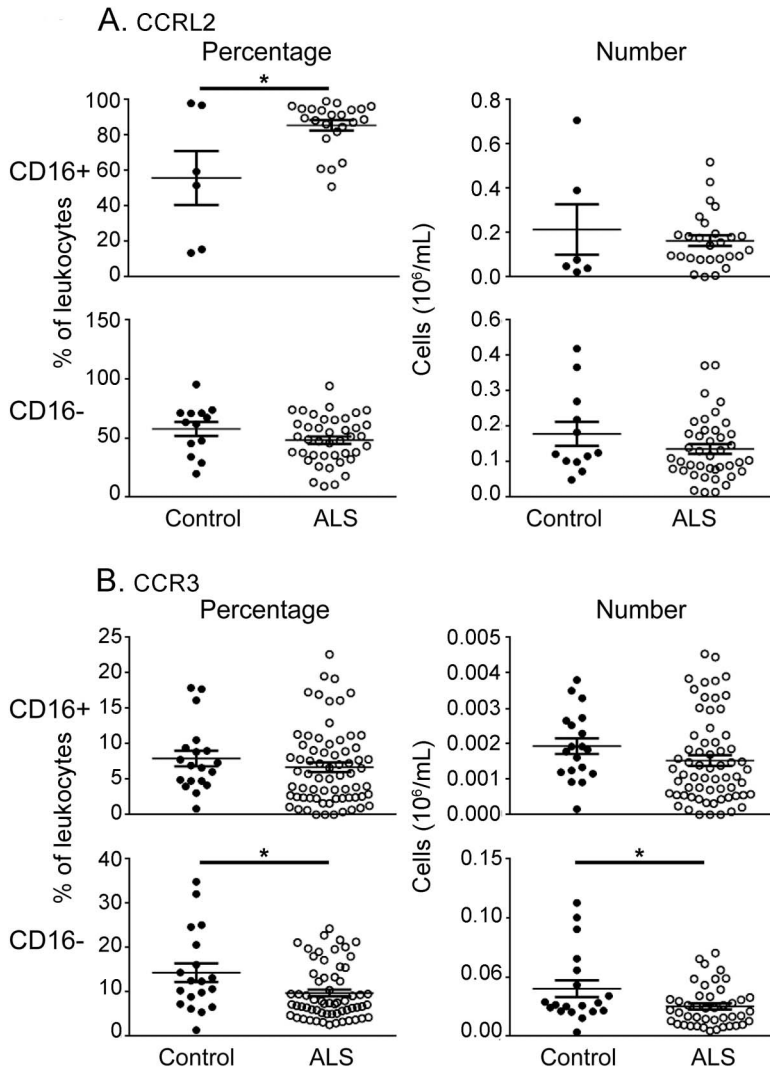 A. CCRL2
Percentage
Number
*
CD16+
100
80
60
40
20
0
0.8
0.6
0.4
0.2
0.0
% of leukocytes
Cells (10⁶/mL)
CD16-
150
100
50
0
0.6
0.5
0.4
0.3
0.2
0.1
0.0
Control ALS
Control ALS
B. CCR3
Percentage
Number
CD16+
25
20
15
10
5
0
0.005
0.004
0.003
0.002
0.001
0.000
% of leukocytes
Cells (10⁶/mL)
*
*
CD16-
40
30
20
10
0
0.15
0.10
0.06
0.00
Control ALS
Control ALS